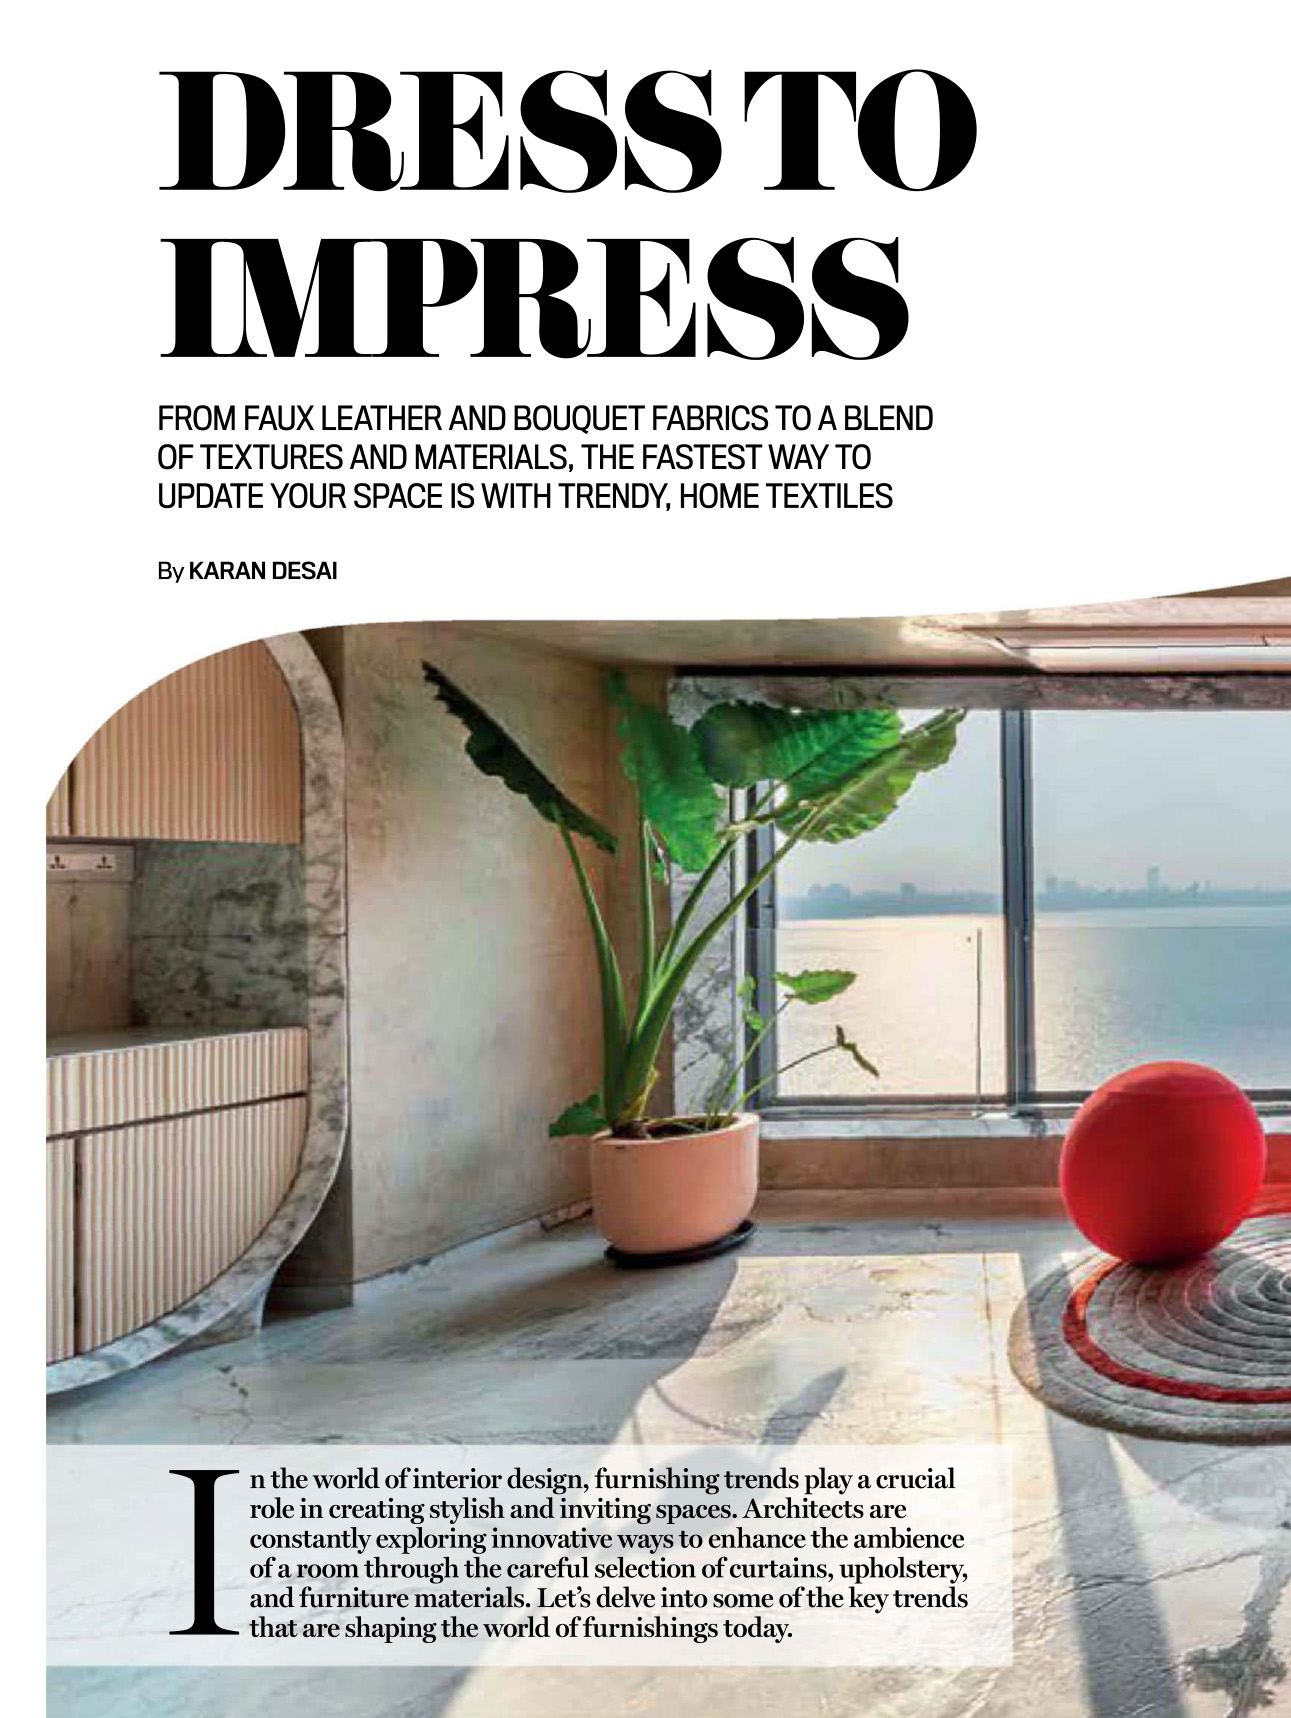 DRESS TO
IMPRESS
FROM FAUX LEATHER AND BOUQUET FABRICS TO A BLEND
OF TEXTURES AND MATERIALS, THE FASTEST WAY TO
UPDATE YOUR SPACE IS WITH TRENDY, HOME TEXTILES
By KARAN DESAI
In the world of interior design, furnishing trends play a crucial
role in creating stylish and inviting spaces. Architects are
constantly exploring innovative ways to enhance the ambience
of a room through the careful selection of curtains, upholstery,
and furniture materials. Let’s delve into some of the key trends
that are shaping the world of furnishings today.